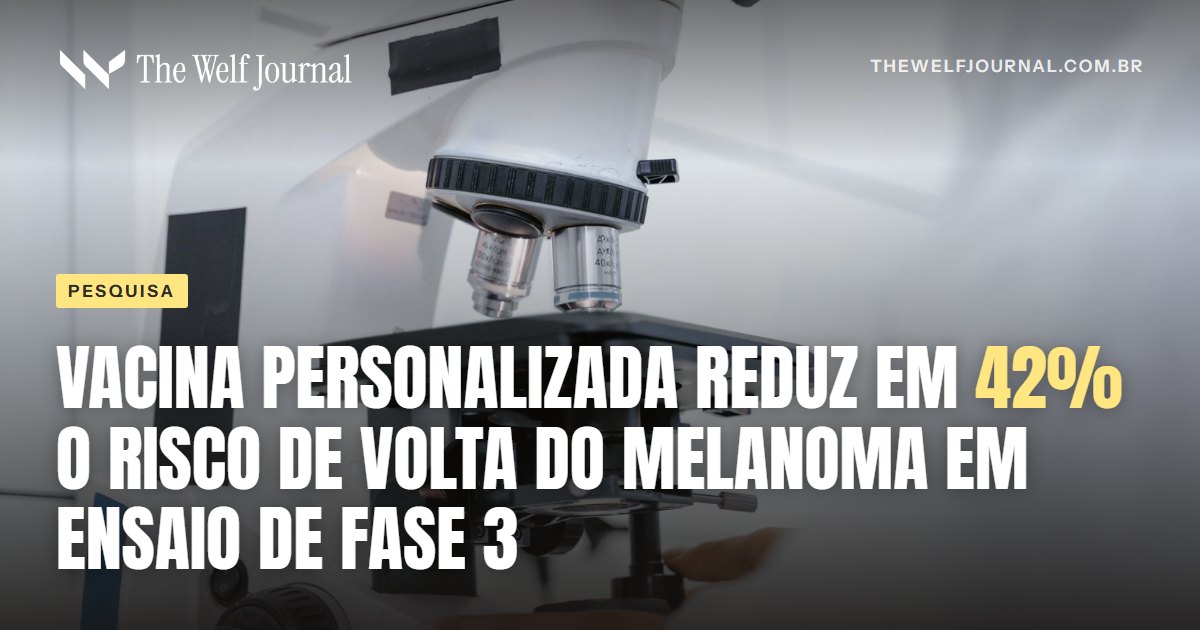 The Welf Journal
THEWELFJOURNAL.COM.BR
PESQUISA
VACINA PERSONALIZADA REDUZ EM 42%
O RISCO DE VOLTA DO MELANOMA EM
ENSAIO DE FASE 3